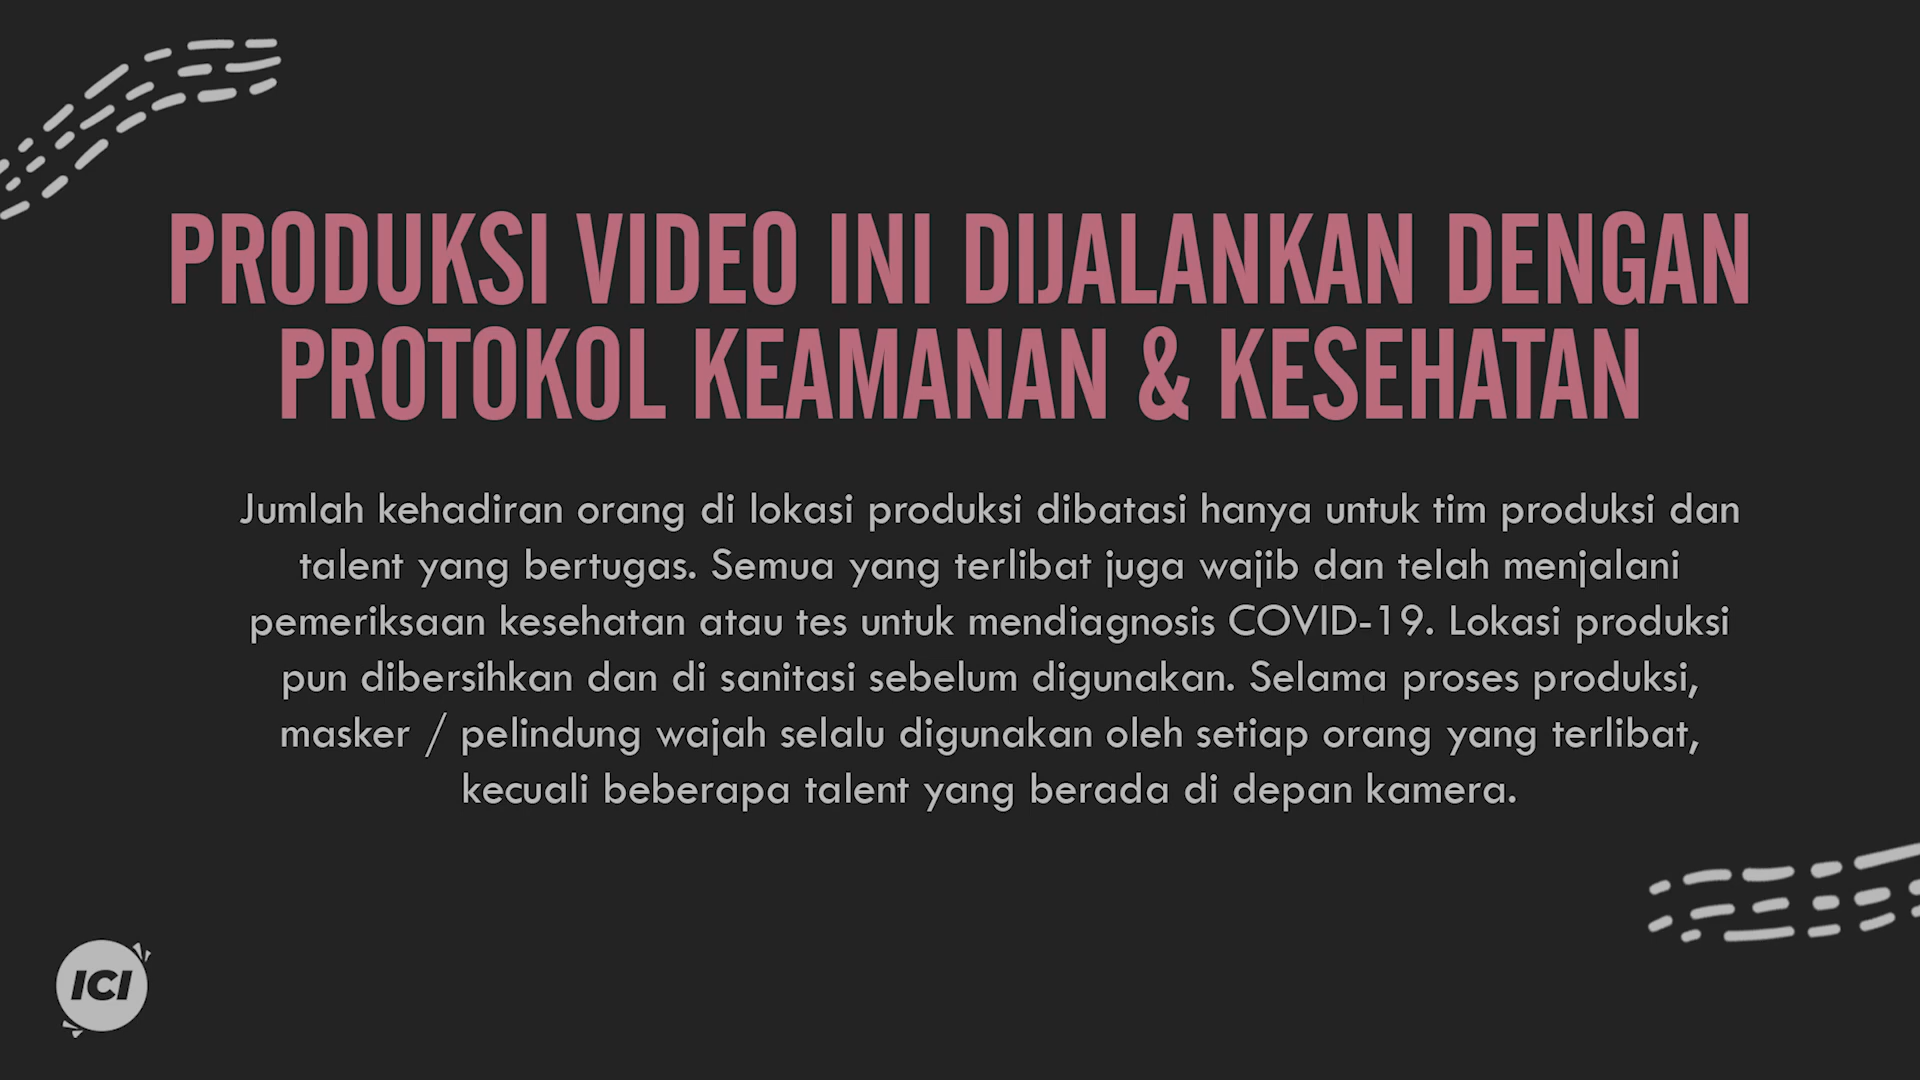 PRODUKSI VIDEO INI DIJALANKAN DENGAN
PROTOKOL KEAMANAN & KESEHATAN
Jumlah kehadiran orang di lokasi produksi dibatasi hanya untuk tim produksi dan
talent yang bertugas. Semua yang terlibat juga wajib dan telah menjalani
pemeriksaan kesehatan atau tes untuk mendiagnosis COVID-19. Lokasi produksi
pun dibersihkan dan di sanitasi sebelum digunakan. Selama proses produksi,
masker / pelindung wajah selalu digunakan oleh setiap orang yang terlibat,
kecuali beberapa talent yang berada di depan kamera.
ICI